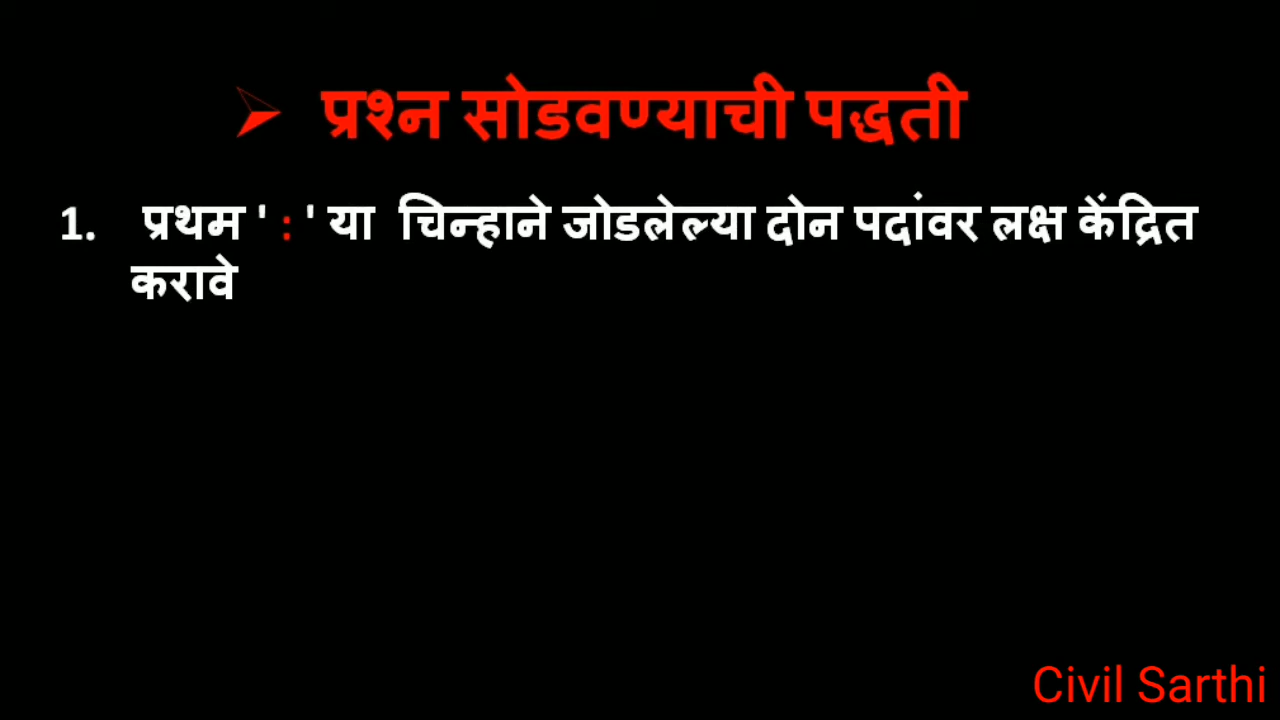 ➢ प्रश्न सोडवण्याची पद्धती
1. प्रथम ' : ' या चिन्हाने जोडलेल्या दोन पदांवर लक्ष केंद्रित
करावे
Civil Sarthi